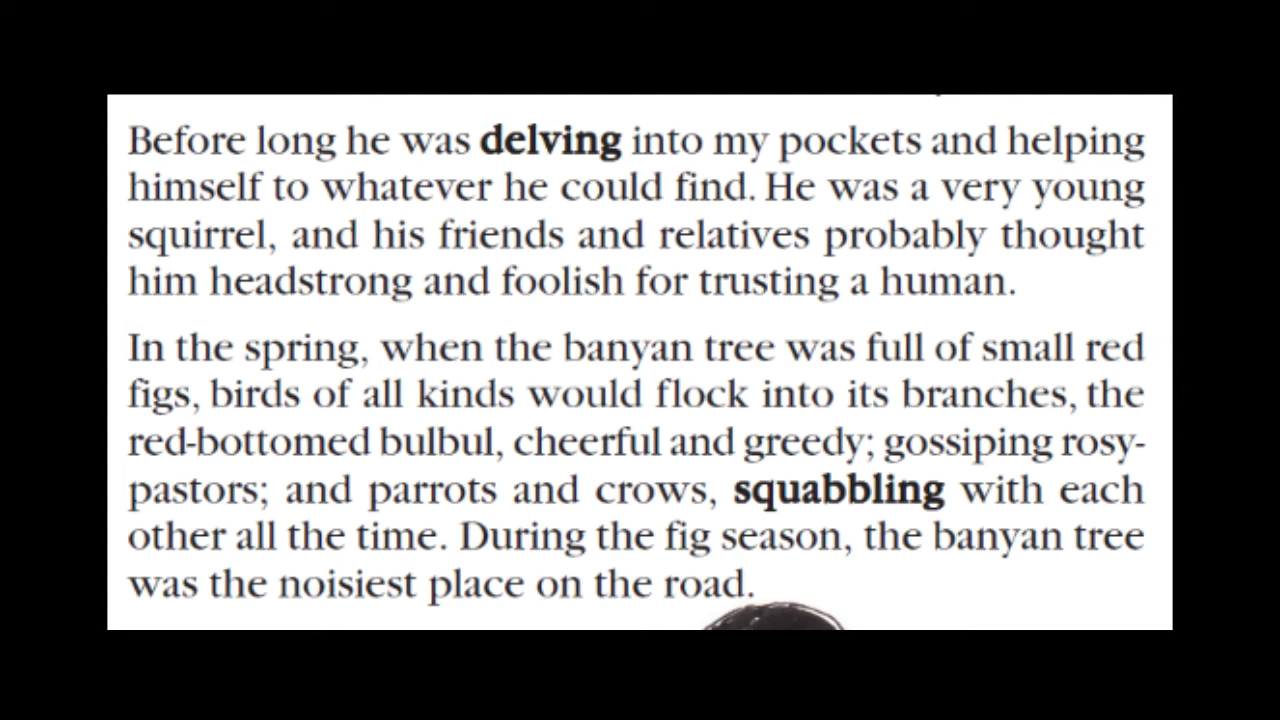 Before long he was delving into my pockets and helping
himself to whatever he could find. He was a very young
squirrel, and his friends and relatives probably thought
him headstrong and foolish for trusting a human.
In the spring, when the banyan tree was full of small red
figs, birds of all kinds would flock into its branches, the
red-bottomed bulbul, cheerful and greedy; gossiping rosy-
pastors; and parrots and crows, squabbling with each
other all the time. During the fig season, the banyan tree
was the noisiest place on the road.